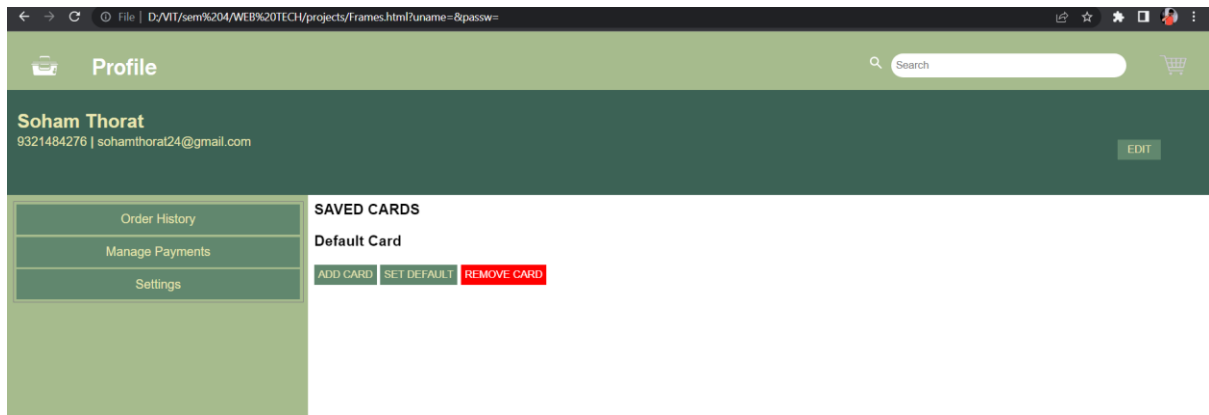 File | D:/VIT/sem%204/WEB%20TECH/projects/Frames.html?uname=&passw=
Profile
Search
Soham Thorat
9321484276 | sohamthorat24@gmail.com
EDIT
Order History
Manage Payments
Settings
SAVED CARDS
Default Card
ADD CARD SET DEFAULT REMOVE CARD